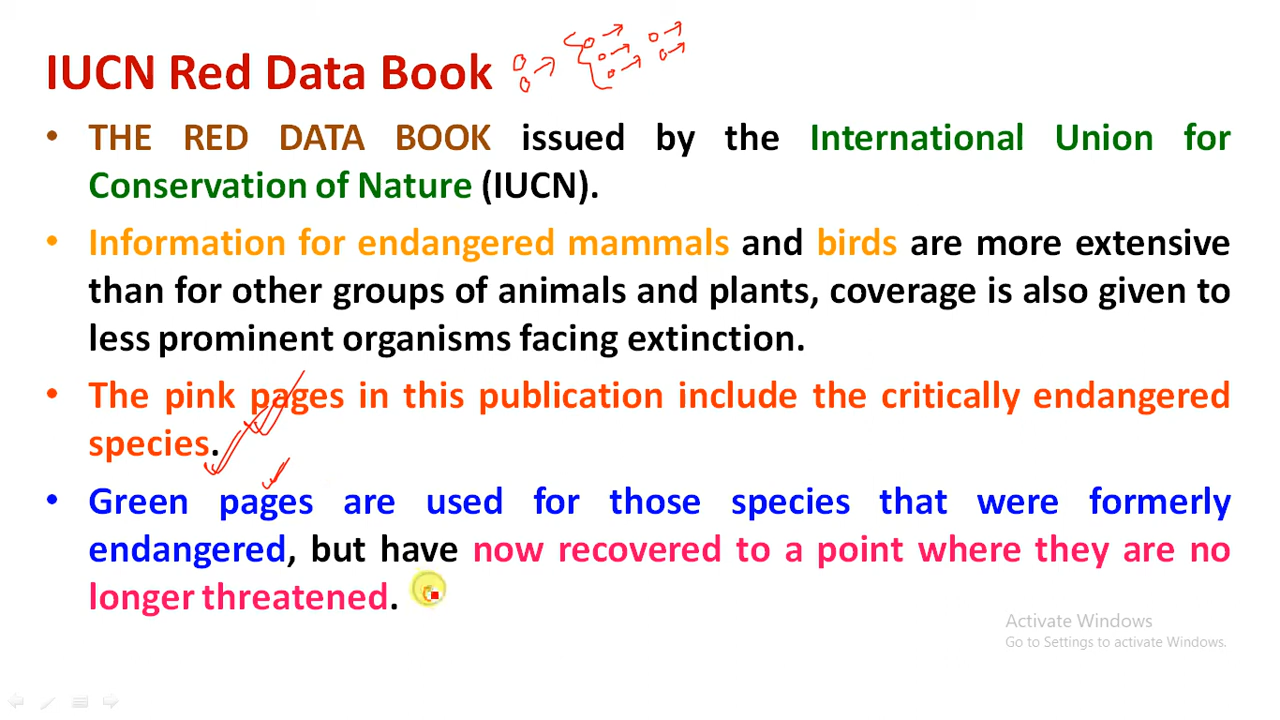 IUCN Red Data Book
• THE RED DATA BOOK issued by the International Union for
Conservation of Nature (IUCN).
• Information for endangered mammals and birds are more extensive
than for other groups of animals and plants, coverage is also given to
less prominent organisms facing extinction.
• The pink pages in this publication include the critically endangered
species.
• Green pages are used for those species that were formerly
endangered, but have now recovered to a point where they are no
longer threatened.
Activate Windows
Go to Settings to activate Windows.